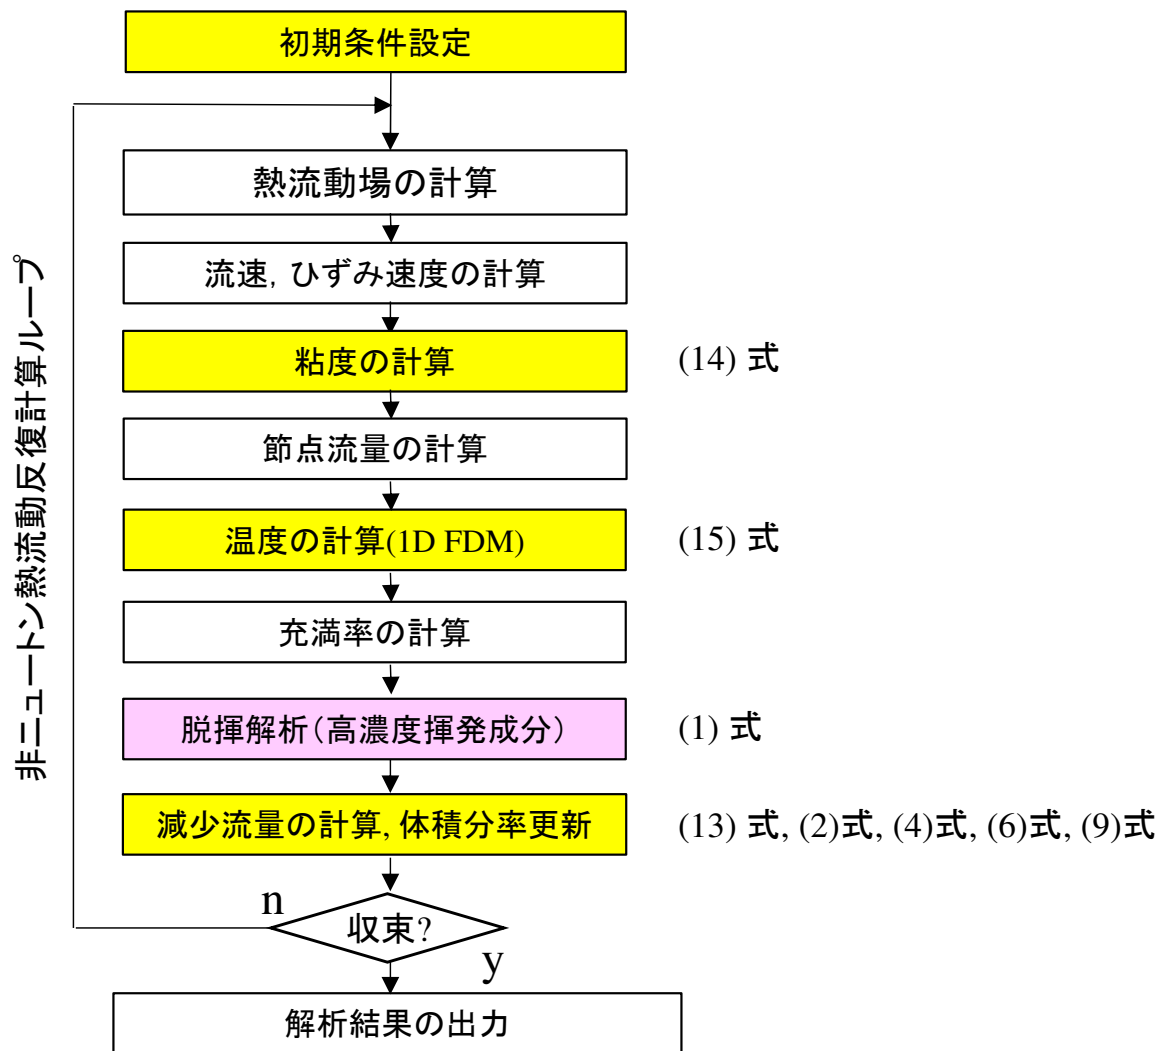 初期条件設定
熱流動場の計算
流速，ひずみ速度の計算
粘度の計算 (14) 式
節点流量の計算
温度の計算(1D FDM) (15) 式
充満率の計算
脱揮解析（高濃度揮発成分） (1) 式
減少流量の計算, 体積分率更新 (13) 式, (2)式, (4)式, (6)式, (9)式
n
収束?
y
解析結果の出力
非ニュートン熱流動反復計算ループ